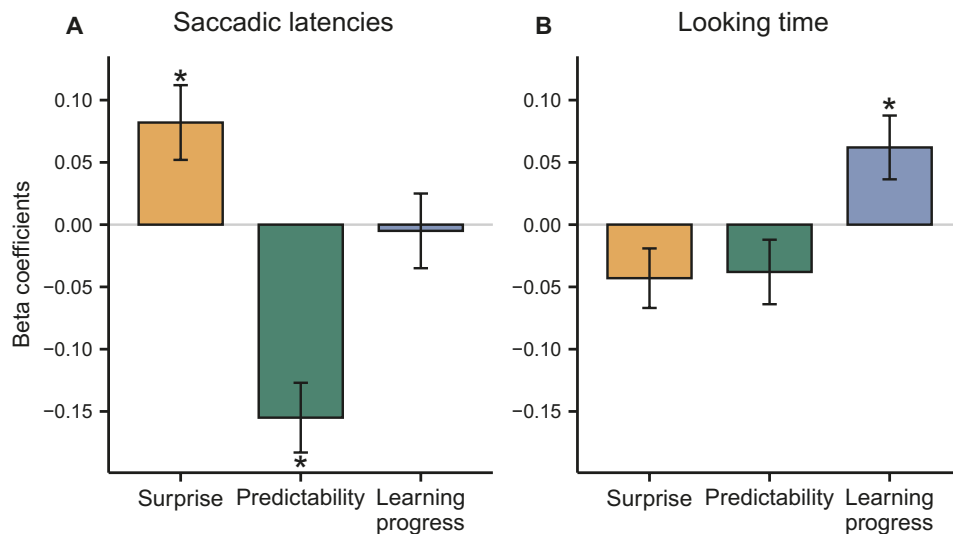 A Saccadic latencies
B Looking time
Beta coefficients
0.10
0.05
0.00
−0.05
−0.10
−0.15
*
*
Surprise
Predictability
Learning
progress
0.10
0.05
0.00
−0.05
−0.10
−0.15
*
Surprise
Predictability
Learning
progress